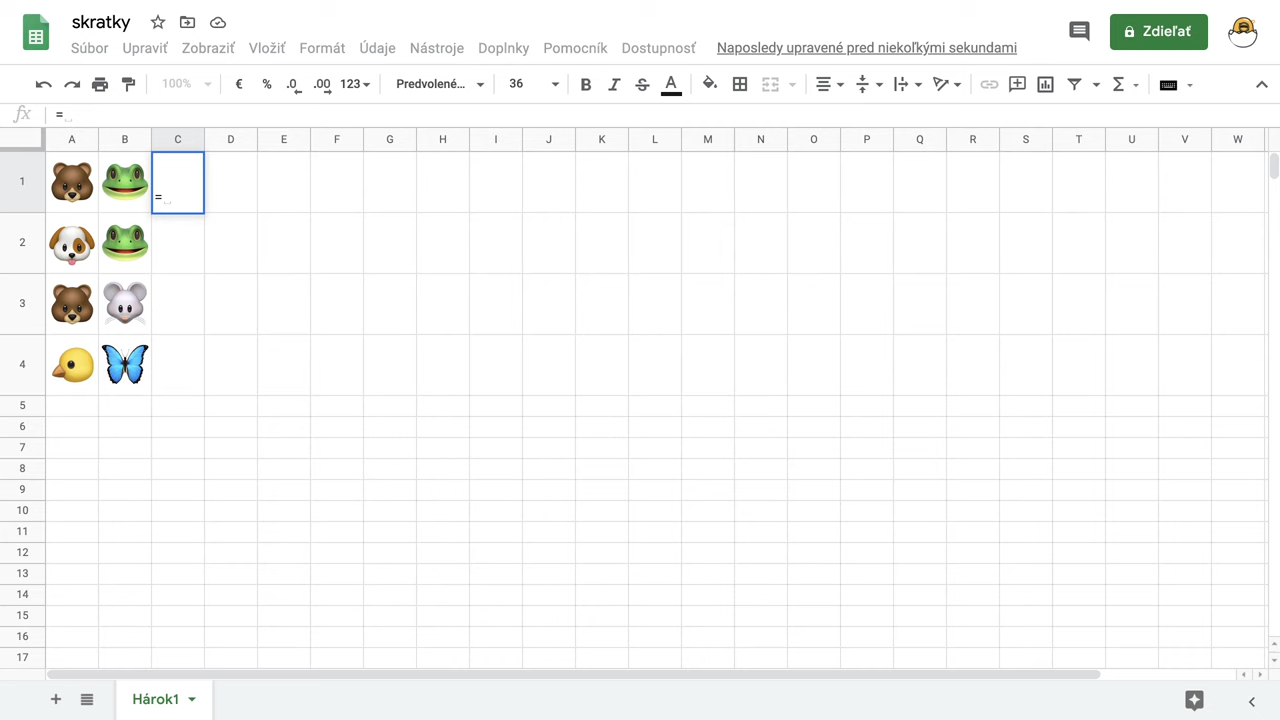 skratky
Súbor Upraviť Zobraziť Vložiť Formát Údaje Nástroje Doplnky Pomocník Dostupnosť Naposledy upravené pred niekoľkými sekundami
Zdieľať
100% € % .0 .00 123 Predvolené... 36 B I S A
fx =
A B C D E F G H I J K L M N O P Q R S T U V W
1 =
2
3
4
5
6
7
8
9
10
11
12
13
14
15
16
17
Hárok1